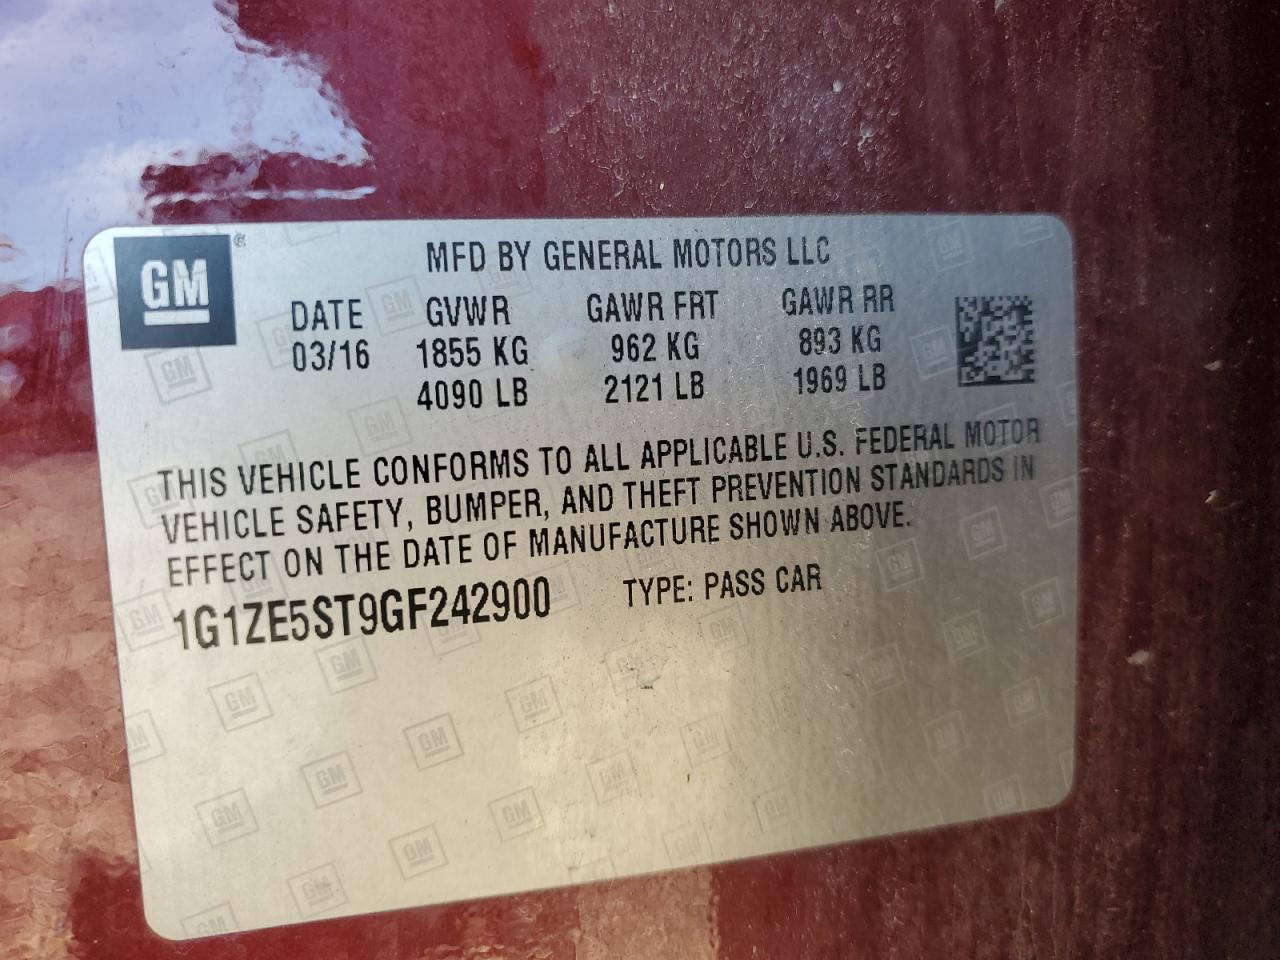 GM
MFD BY GENERAL MOTORS LLC
DATE GVWR GAWR FRT GAWR RR
03/16 1855 KG 962 KG 893 KG
4090 LB 2121 LB 1969 LB
THIS VEHICLE CONFORMS TO ALL APPLICABLE U.S. FEDERAL MOTOR
VEHICLE SAFETY, BUMPER, AND THEFT PREVENTION STANDARDS IN
EFFECT ON THE DATE OF MANUFACTURE SHOWN ABOVE.
1G1ZE5ST9GF242900 TYPE: PASS CAR